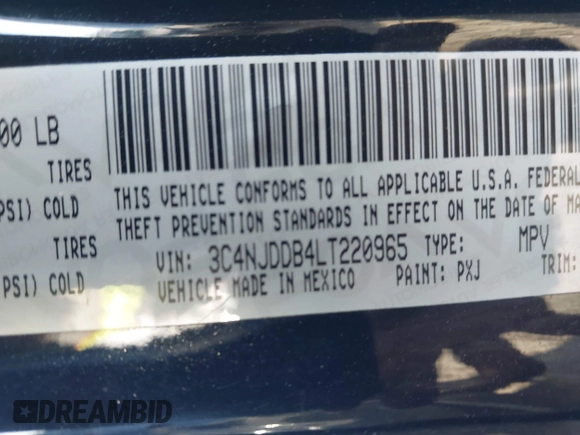 00 LB
TIRES
PSI) COLD
TIRES
PSI) COLD
THIS VEHICLE CONFORMS TO ALL APPLICABLE U.S.A. FEDERAL
THEFT PREVENTION STANDARDS IN EFFECT ON THE DATE OF MA
VIN: 3C4NJDDB4LT220965 TYPE: MPV
VEHICLE MADE IN MEXICO PAINT: PXJ TRIM:
DREAMBID